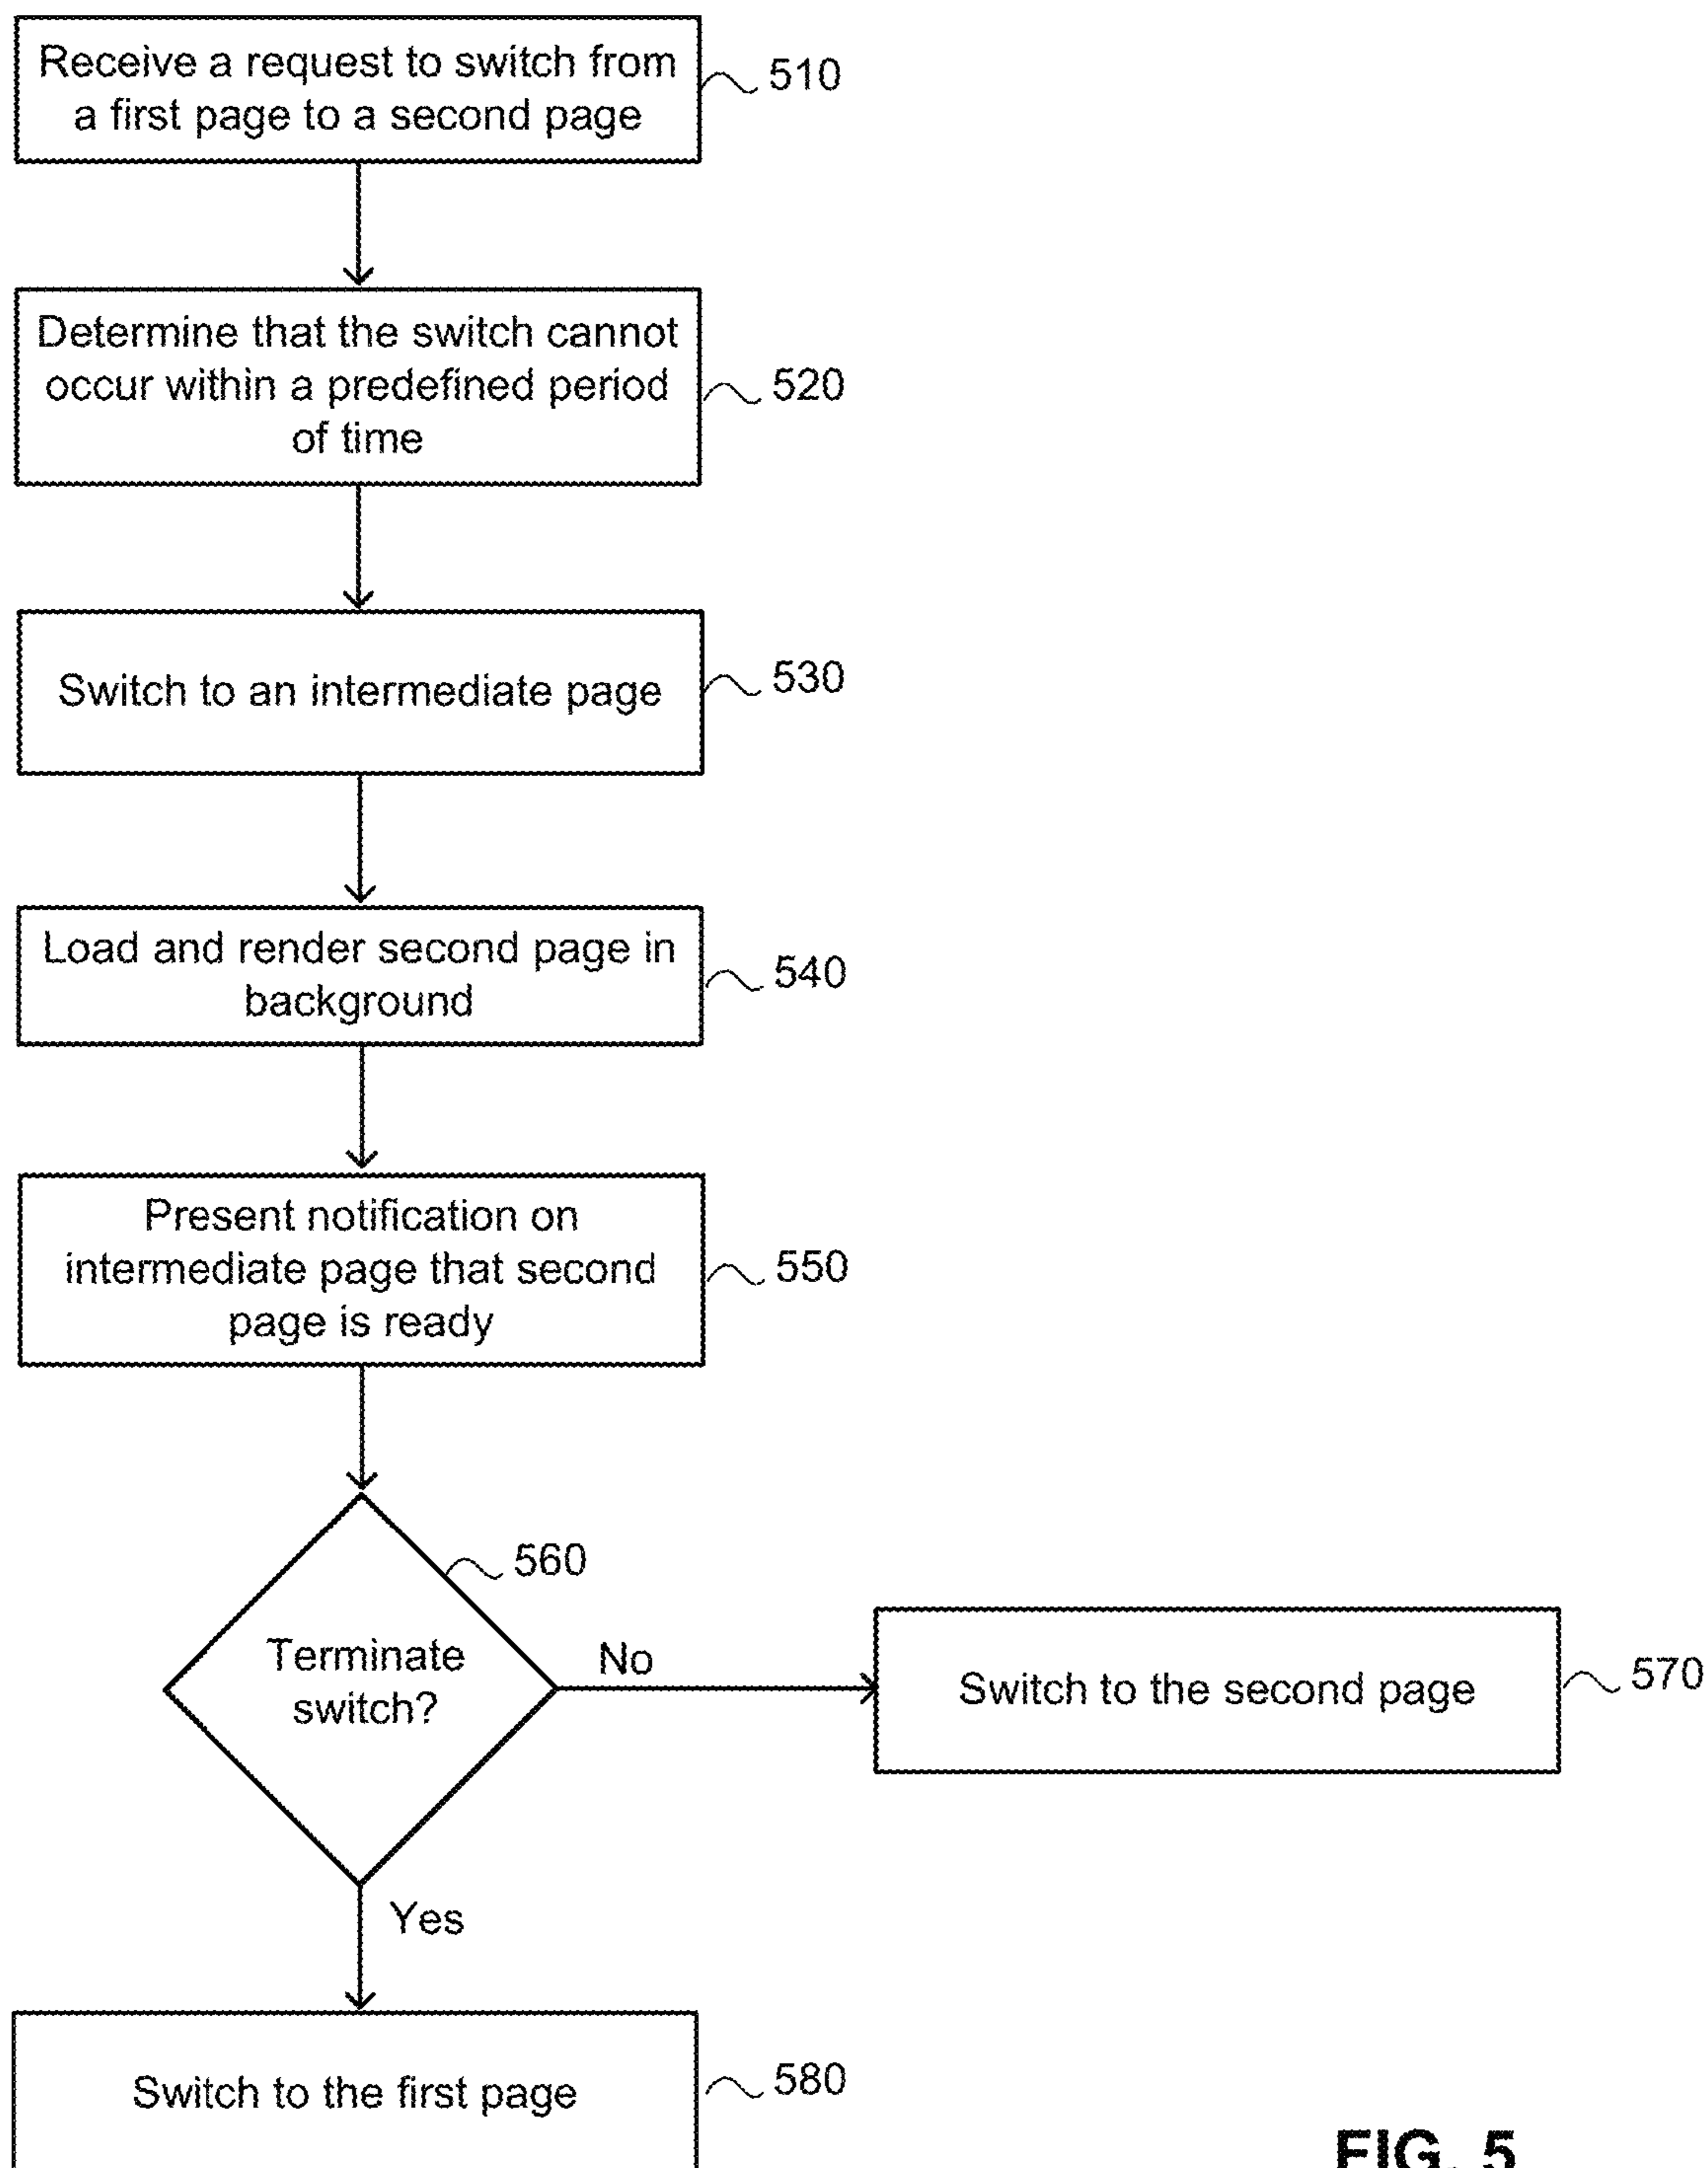 Receive a request to switch from
a first page to a second page
510
Determine that the switch cannot
occur within a predefined period
of time
520
Switch to an intermediate page
530
Load and render second page in
background
540
Present notification on
intermediate page that second
page is ready
550
560
Terminate
switch?
No
Switch to the second page
570
Yes
Switch to the first page
580
FIG. 5